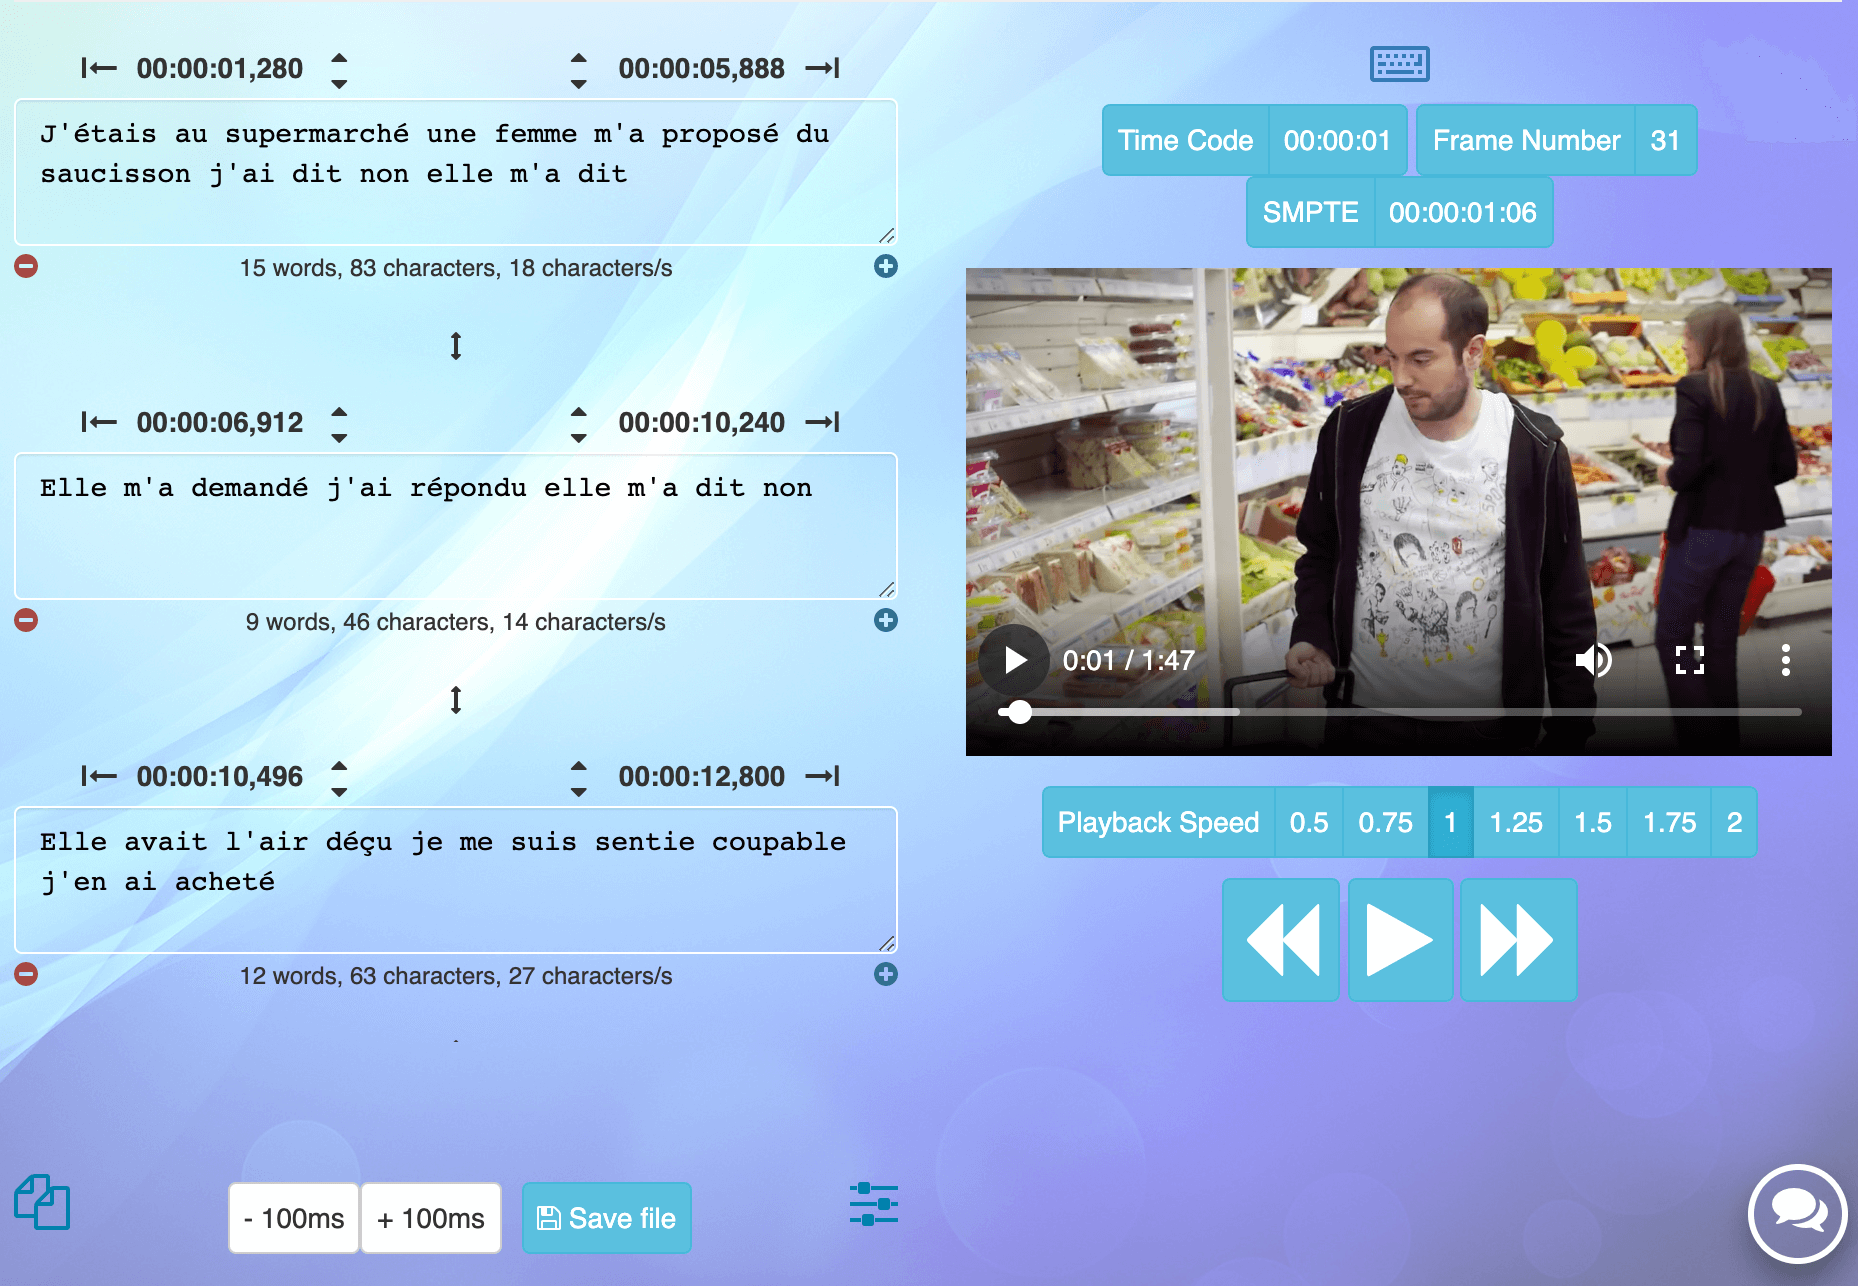 00:00:01,280 00:00:05,888
J'étais au supermarché une femme m'a proposé du
saucisson j'ai dit non elle m'a dit
15 words, 83 characters, 18 characters/s
00:00:06,912 00:00:10,240
Elle m'a demandé j'ai répondu elle m'a dit non
9 words, 46 characters, 14 characters/s
00:00:10,496 00:00:12,800
Elle avait l'air déçu je me suis sentie coupable
j'en ai acheté
12 words, 63 characters, 27 characters/s
- 100ms + 100ms Save file
Time Code 00:00:01 Frame Number 31
SMPTE 00:00:01:06
0:01 / 1:47
Playback Speed 0.5 0.75 1 1.25 1.5 1.75 2